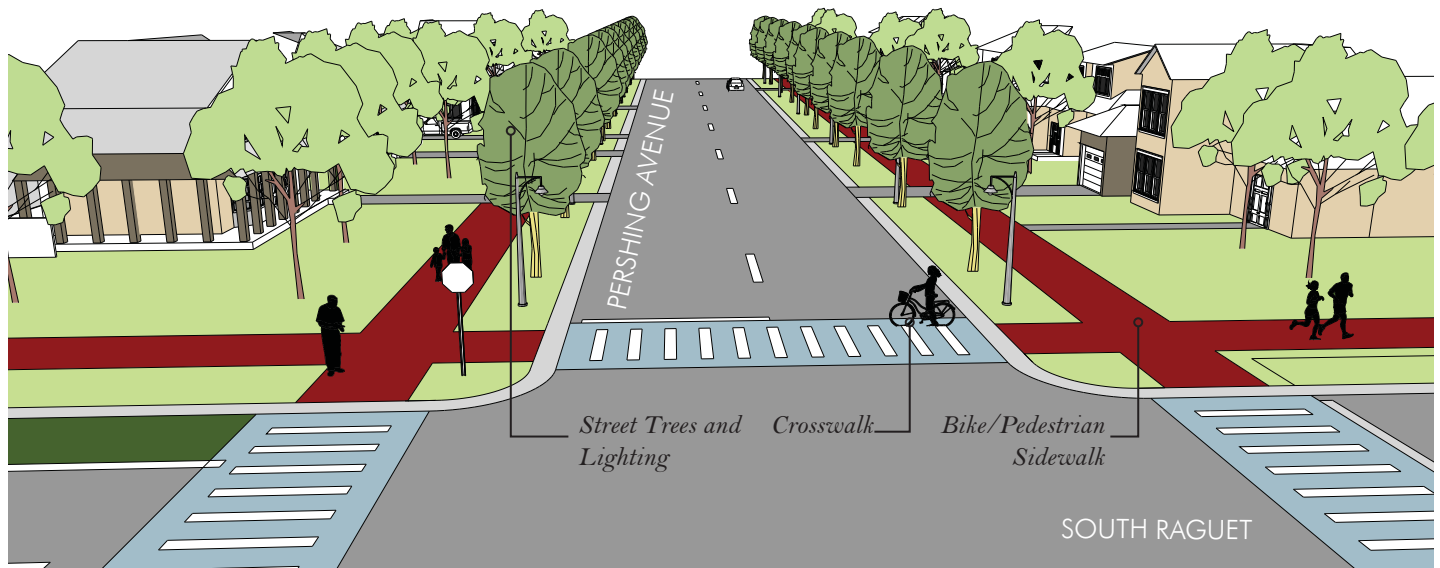 PERSHING AVENUE
Street Trees and
Lighting
Crosswalk
Bike/Pedestrian
Sidewalk
SOUTH RAGUET